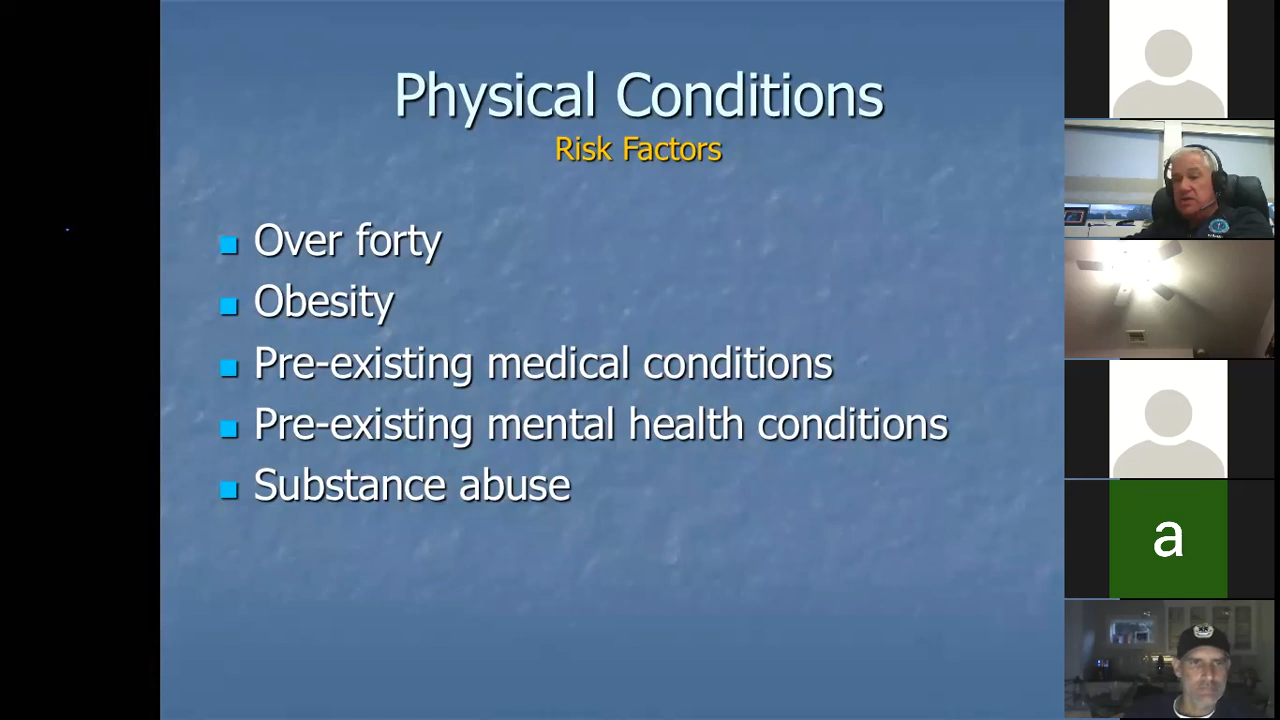 Physical Conditions
Risk Factors
Over forty
Obesity
Pre-existing medical conditions
Pre-existing mental health conditions
Substance abuse
a